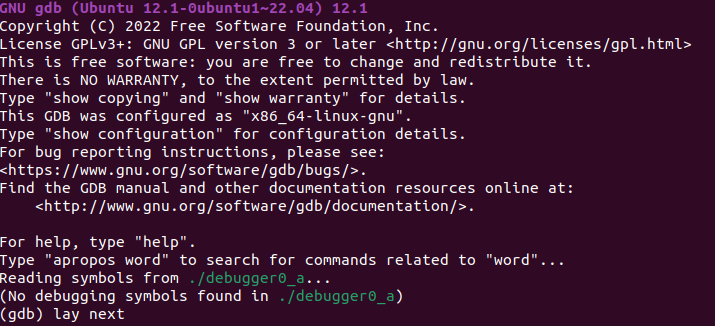 GNU gdb (Ubuntu 12.1-0ubuntu1~22.04) 12.1
Copyright (C) 2022 Free Software Foundation, Inc.
License GPLv3+: GNU GPL version 3 or later <http://gnu.org/licenses/gpl.html>
This is free software: you are free to change and redistribute it.
There is NO WARRANTY, to the extent permitted by law.
Type "show copying" and "show warranty" for details.
This GDB was configured as "x86_64-linux-gnu".
Type "show configuration" for configuration details.
For bug reporting instructions, please see:
<https://www.gnu.org/software/gdb/bugs/>.
Find the GDB manual and other documentation resources online at:
    <http://www.gnu.org/software/gdb/documentation/>.

For help, type "help".
Type "apropos word" to search for commands related to "word"...
Reading symbols from ./debugger0_a...
(No debugging symbols found in ./debugger0_a)
(gdb) lay next